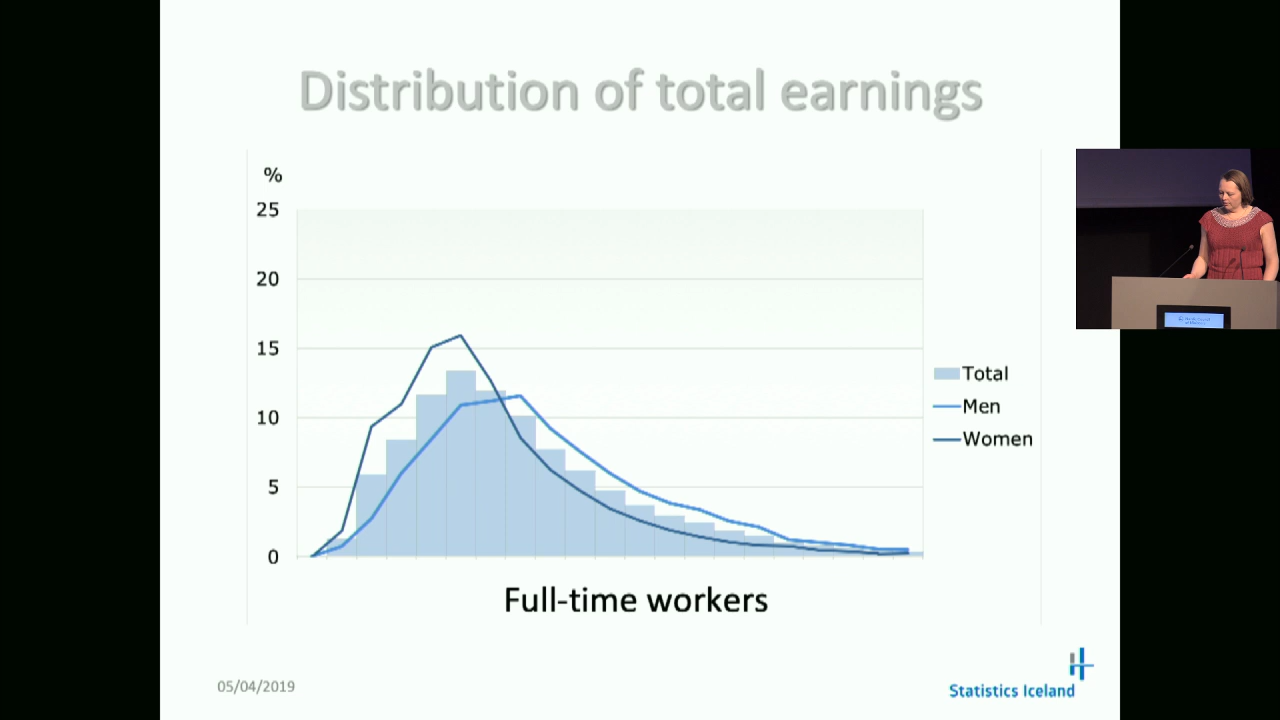 Distribution of total earnings
%
25
20
15
10
5
0
Total
Men
Women
Full-time workers
05/04/2019
Statistics Iceland